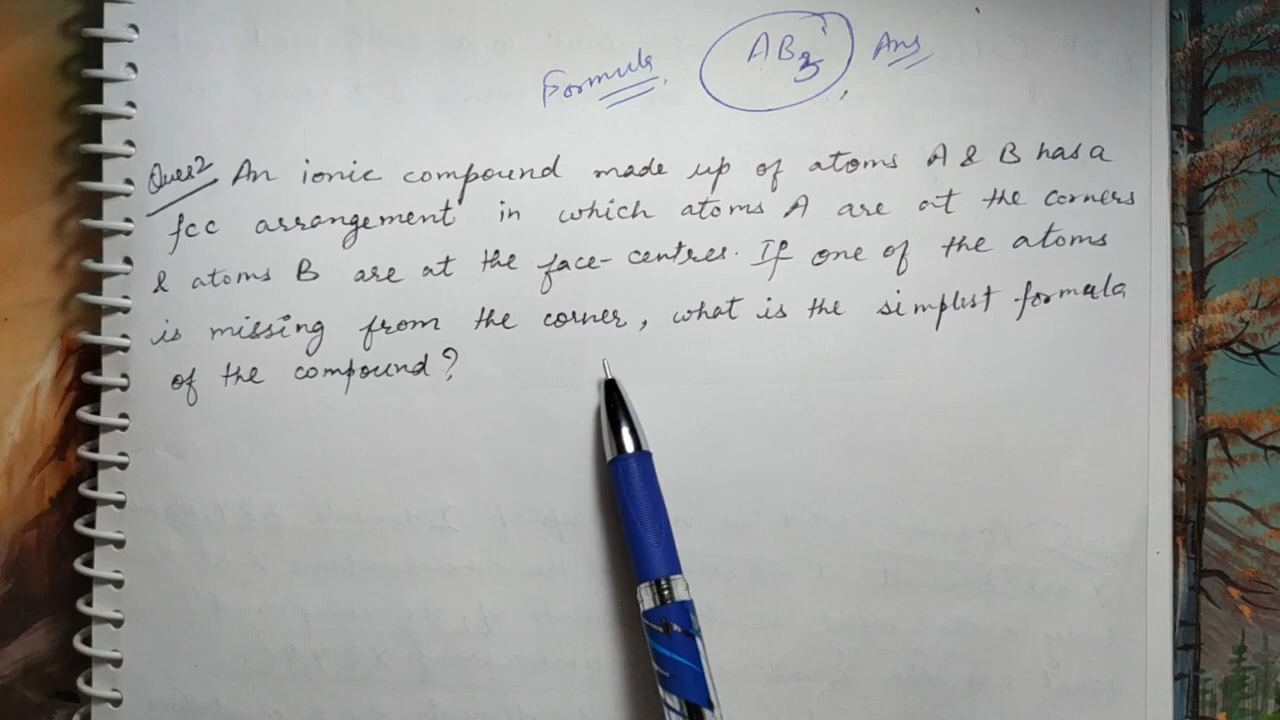 Formula, AB3 Ans
Ques2 An ionic compound made up of atoms A & B has a
fcc arrangement in which atoms A are at the corners
& atoms B are at the face-centres. If one of the atoms
is missing from the corner, what is the simplest formula
of the compound?